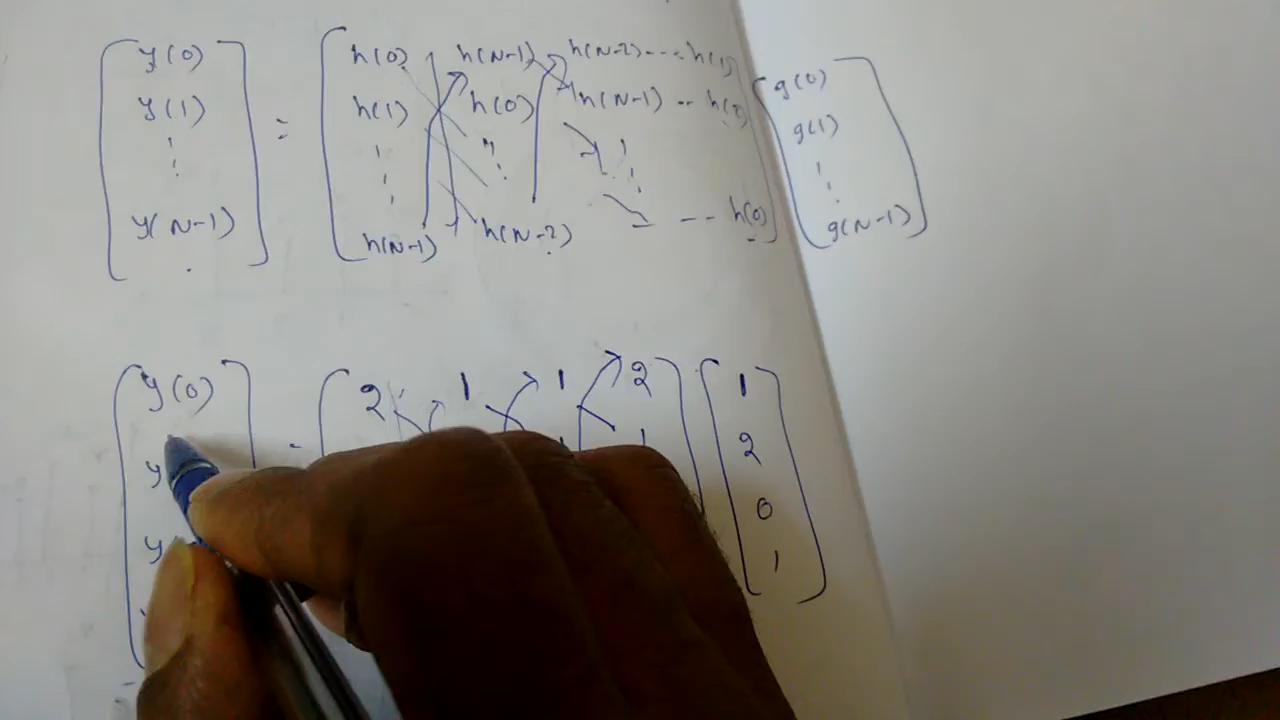 y(0) h(0) h(N-1) h(N-2) --- h(1) g(0)
y(1) = h(1) h(0) h(N-1) -- h(2) g(1)
y(N-1) h(N-1) h(N-2) -- h(0) g(N-1)
y(0) 2 1 1 2 1
y 2
y 0
1